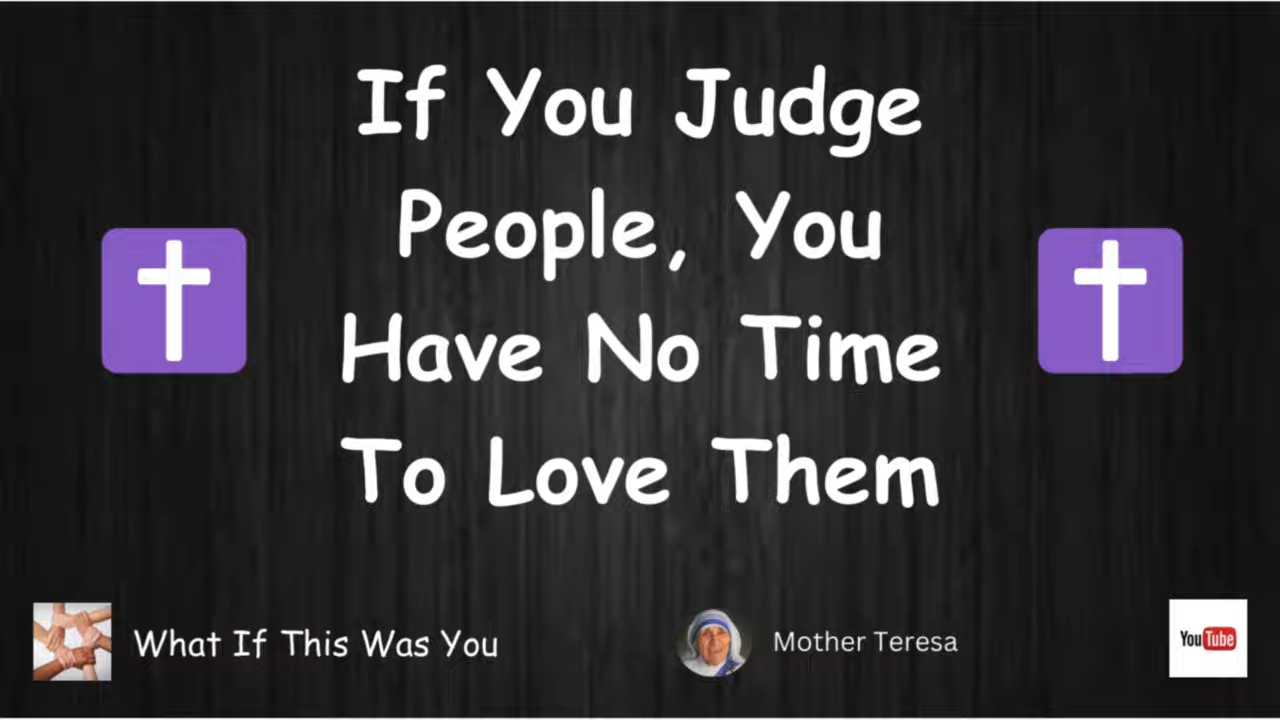 If You Judge
People, You
Have No Time
To Love Them
What If This Was You
Mother Teresa
YouTube